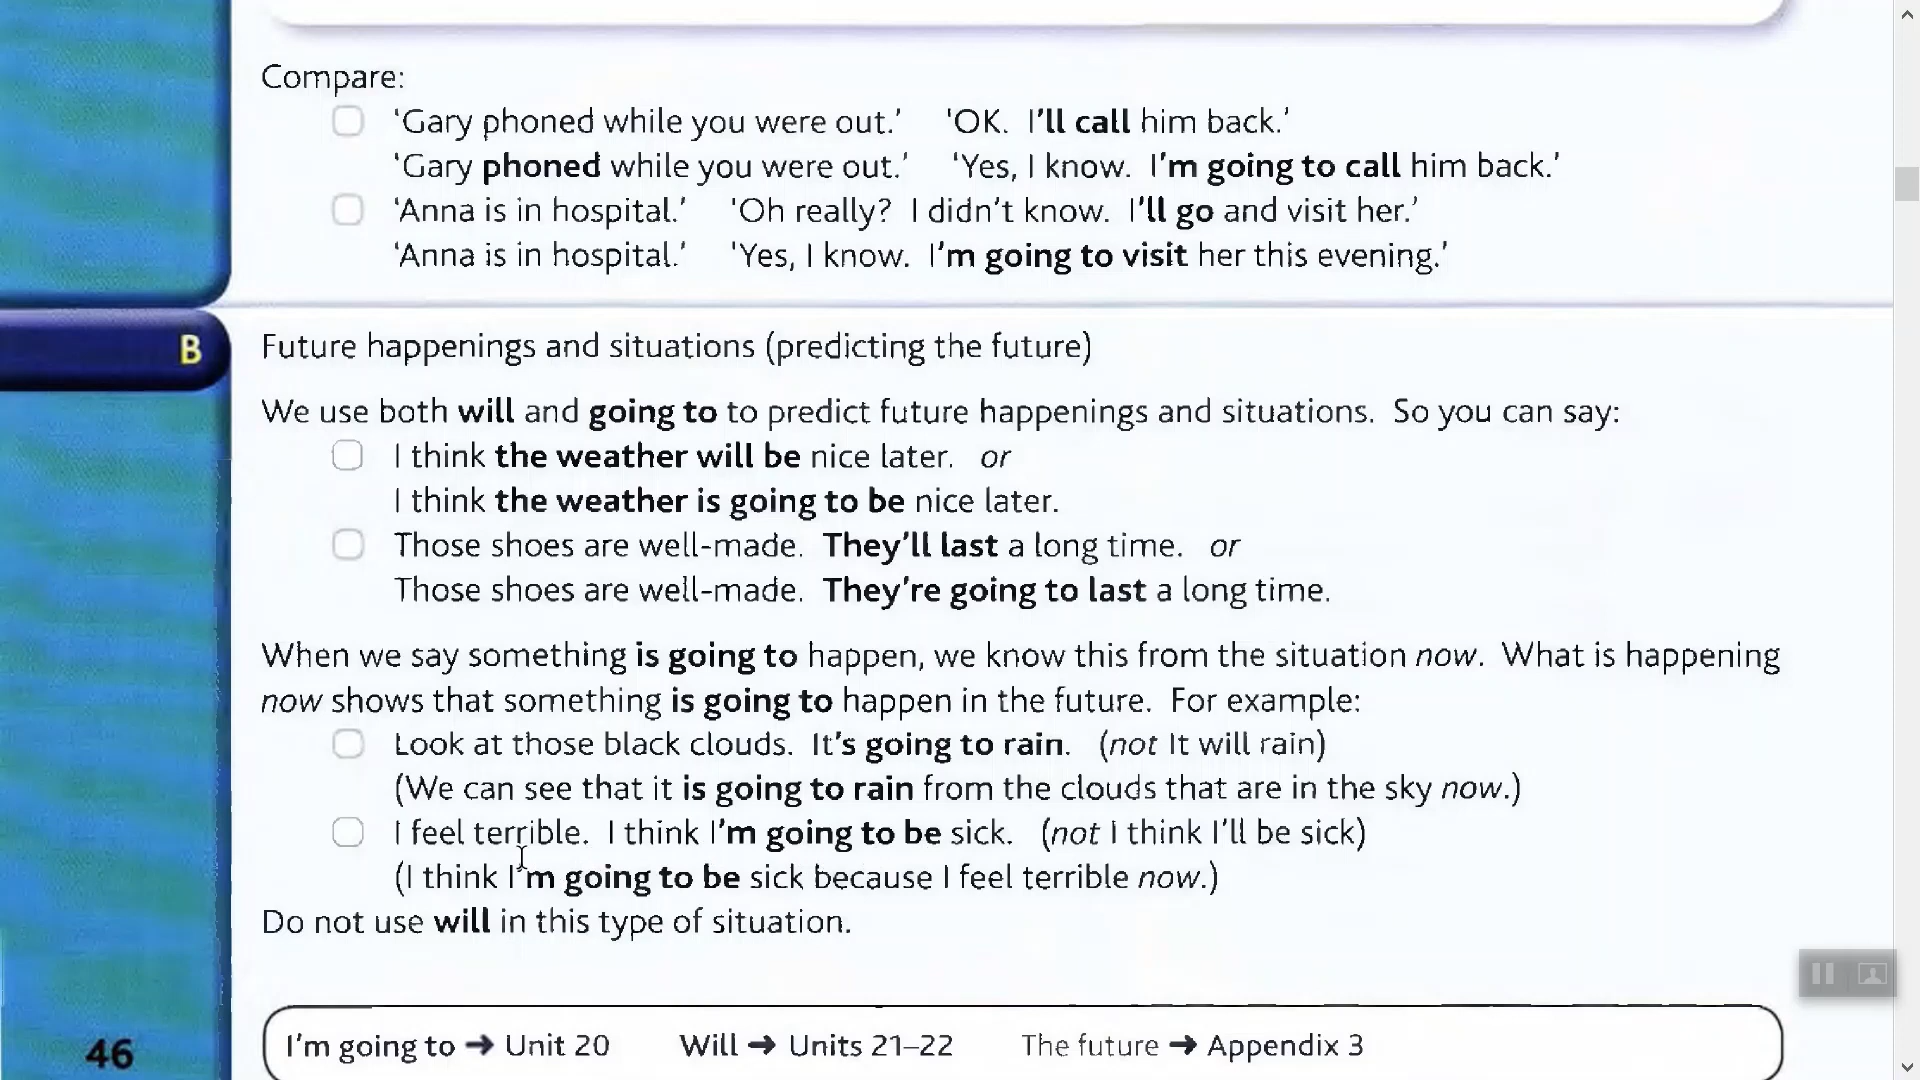 Compare:
'Gary phoned while you were out.' 'OK. I'll call him back.'
'Gary phoned while you were out.' 'Yes, I know. I'm going to call him back.'
'Anna is in hospital.' 'Oh really? I didn't know. I'll go and visit her.'
'Anna is in hospital.' 'Yes, I know. I'm going to visit her this evening.'
B
Future happenings and situations (predicting the future)
We use both will and going to to predict future happenings and situations. So you can say:
I think the weather will be nice later. or
I think the weather is going to be nice later.
Those shoes are well-made. They'll last a long time. or
Those shoes are well-made. They're going to last a long time.
When we say something is going to happen, we know this from the situation now. What is happening
now shows that something is going to happen in the future. For example:
Look at those black clouds. It's going to rain. (not It will rain)
(We can see that it is going to rain from the clouds that are in the sky now.)
I feel terrible. I think I'm going to be sick. (not I think I'll be sick)
(I think I'm going to be sick because I feel terrible now.)
Do not use will in this type of situation.
46
I'm going to → Unit 20 Will → Units 21–22 The future → Appendix 3